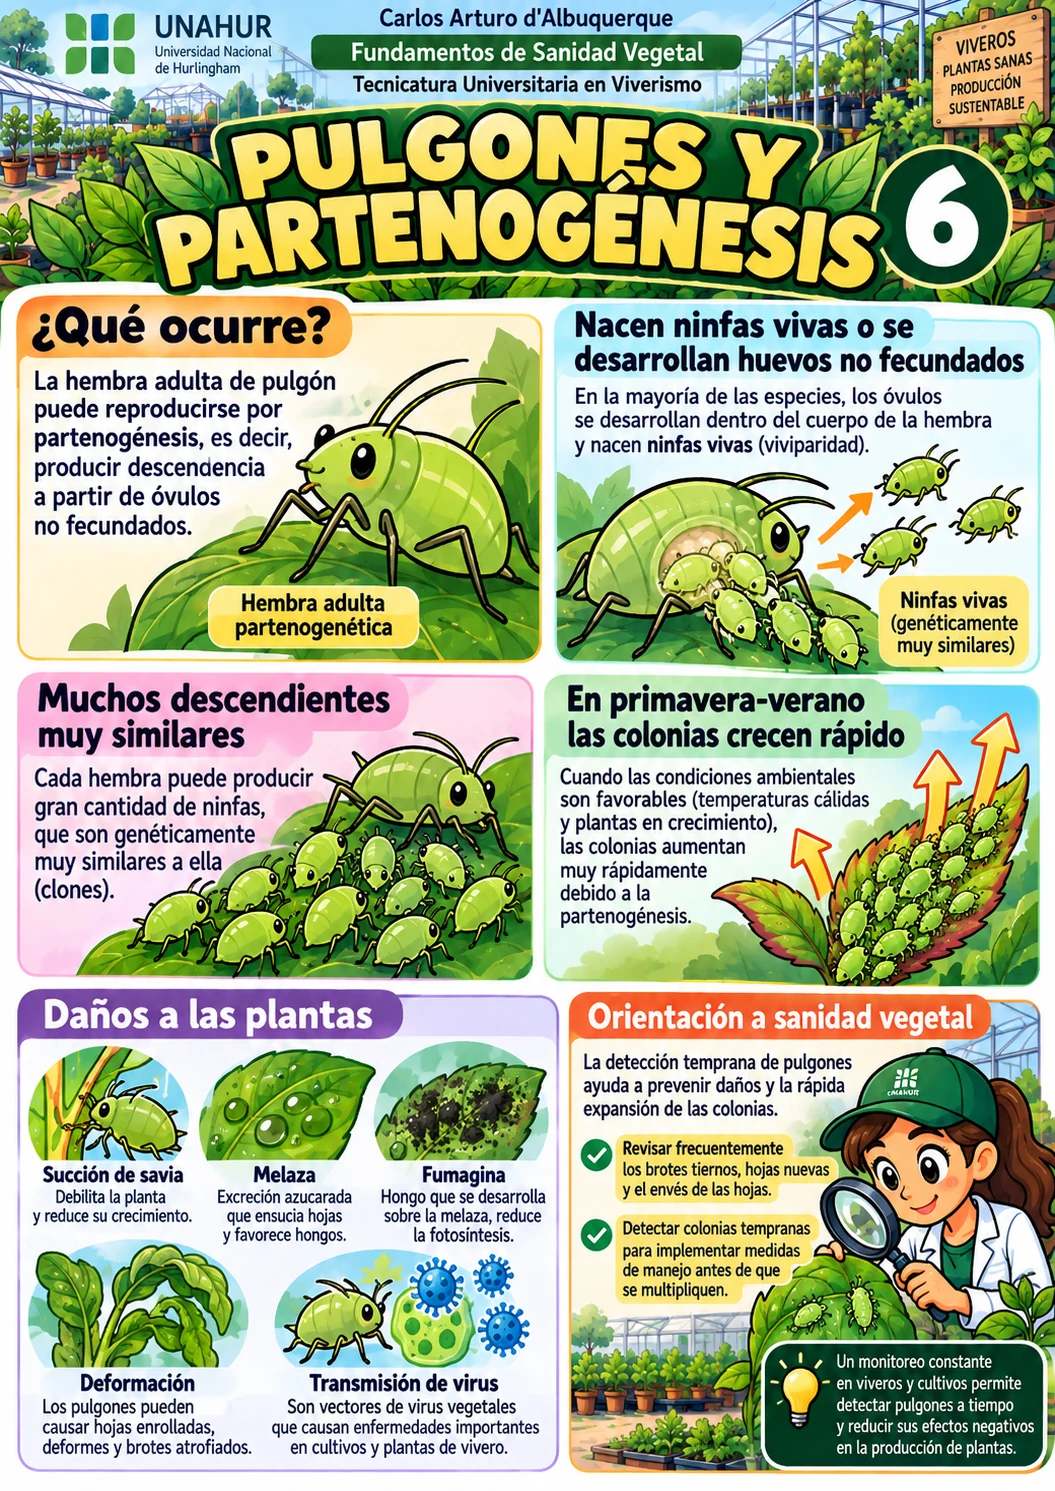 UNAHUR
Universidad Nacional
de Hurlingham
Carlos Arturo d'Albuquerque
Fundamentos de Sanidad Vegetal
Tecnicatura Universitaria en Viverismo
VIVEROS
PLANTAS SANAS
PRODUCCIÓN
SUSTENTABLE
PULGONES Y
PARTENOGÉNESIS
6
¿Qué ocurre?
La hembra adulta de pulgón
puede reproducirse por
partenogénesis, es decir,
producir descendencia
a partir de óvulos
no fecundados.
Hembra adulta
partenogenética
Nacen ninfas vivas o se
desarrollan huevos no fecundados
En la mayoría de las especies, los óvulos
se desarrollan dentro del cuerpo de la hembra
y nacen ninfas vivas (viviparidad).
Ninfas vivas
(genéticamente
muy similares)
Muchos descendientes
muy similares
Cada hembra puede producir
gran cantidad de ninfas,
que son genéticamente
muy similares a ella
(clones).
En primavera-verano
las colonias crecen rápido
Cuando las condiciones ambientales
son favorables (temperaturas cálidas
y plantas en crecimiento),
las colonias aumentan
muy rápidamente
debido a la
partenogénesis.
Daños a las plantas
Succión de savia
Debilita la planta
y reduce su crecimiento.
Melaza
Excreción azucarada
que ensucia hojas
y favorece hongos.
Fumagina
Hongo que se desarrolla
sobre la melaza, reduce
la fotosíntesis.
Deformación
Los pulgones pueden
causar hojas enrolladas,
deformes y brotes atrofiados.
Transmisión de virus
Son vectores de virus vegetales
que causan enfermedades importantes
en cultivos y plantas de vivero.
Orientación a sanidad vegetal
La detección temprana de pulgones
ayuda a prevenir daños y la rápida
expansión de las colonias.
Revisar frecuentemente
los brotes tiernos, hojas nuevas
y el envés de las hojas.
Detectar colonias tempranas
para implementar medidas
de manejo antes de que
se multipliquen.
Un monitoreo constante
en viveros y cultivos permite
detectar pulgones a tiempo
y reducir sus efectos negativos
en la producción de plantas.